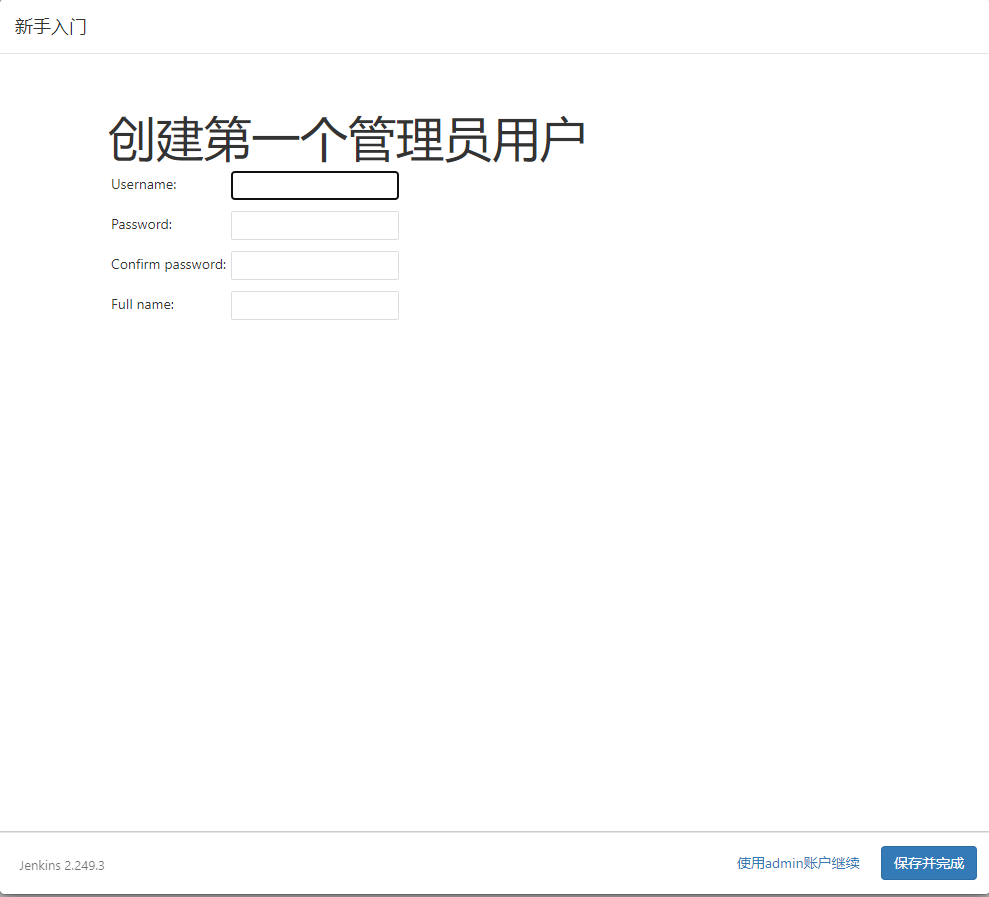 新手入门
创建第一个管理员用户
Username:
Password:
Confirm password:
Full name:
Jenkins 2.249.3
使用admin账户继续
保存并完成